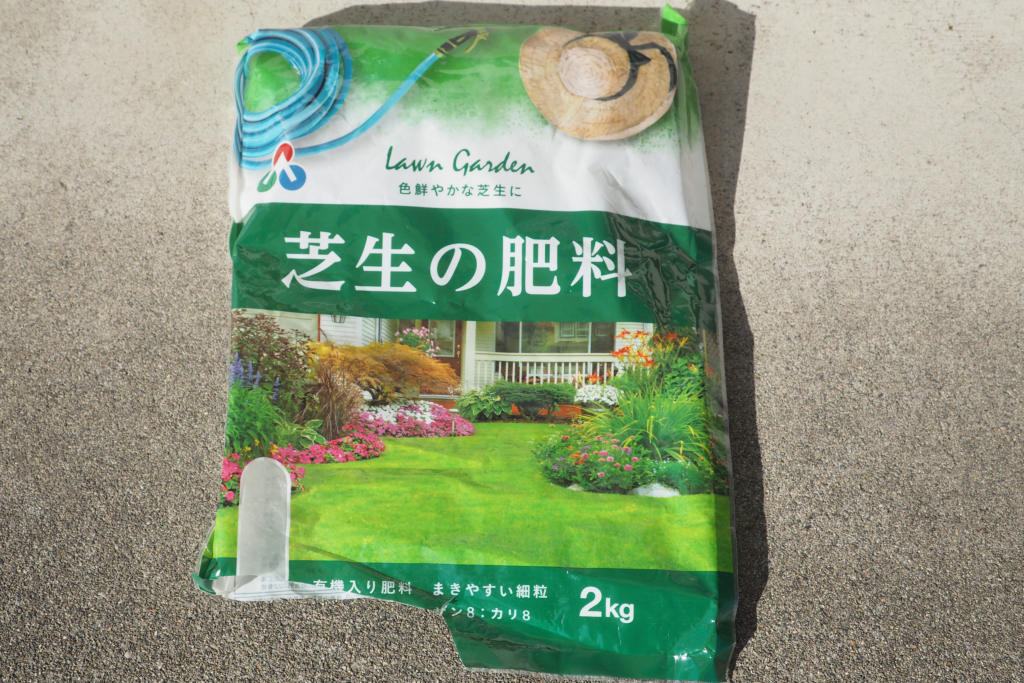 Lawn Garden
色鮮やかな芝生に
芝生の肥料
有機入り肥料 まきやすい細粒
ン8:カリ8
2kg